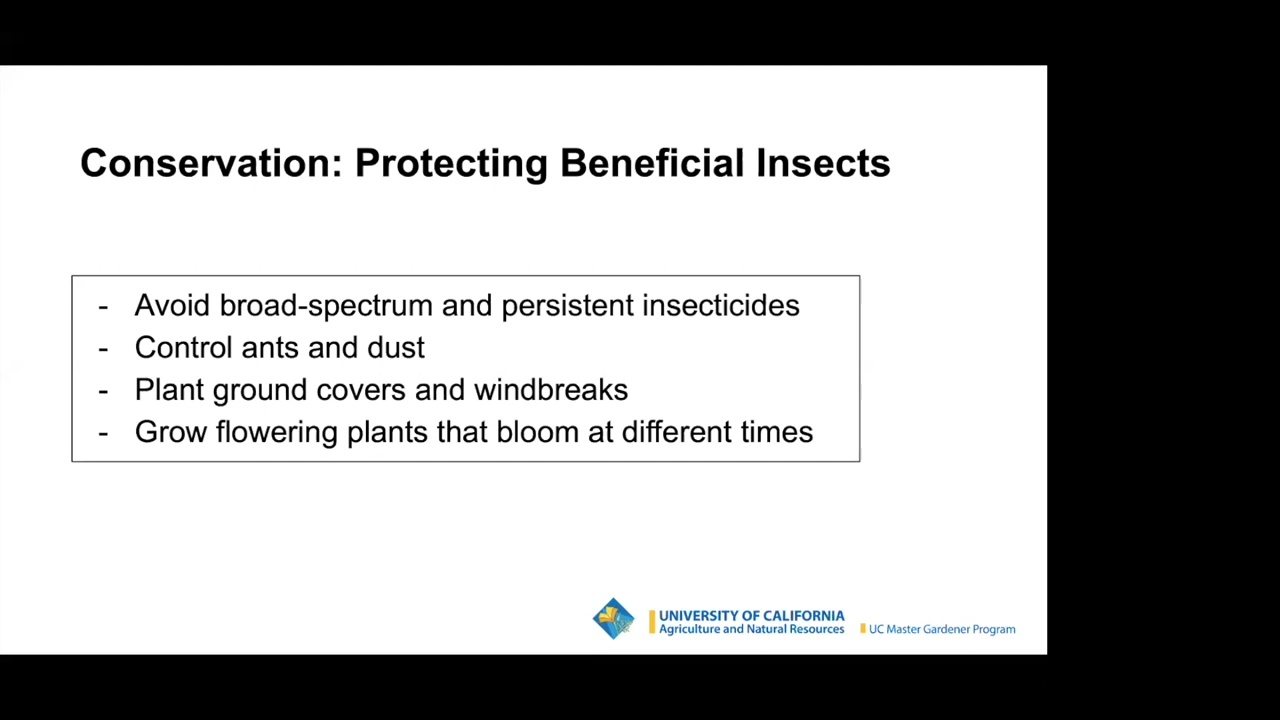 Conservation: Protecting Beneficial Insects
- Avoid broad-spectrum and persistent insecticides
- Control ants and dust
- Plant ground covers and windbreaks
- Grow flowering plants that bloom at different times
UNIVERSITY OF CALIFORNIA
Agriculture and Natural Resources
UC Master Gardener Program